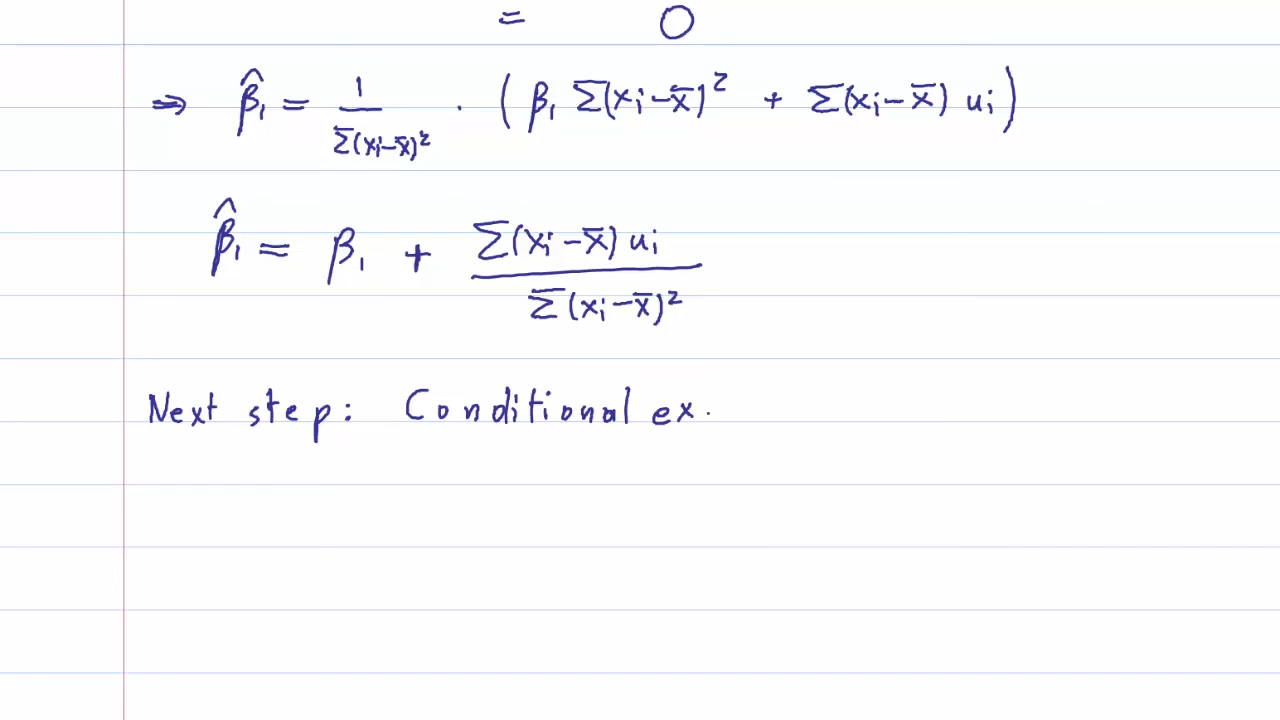 = 0
⇒ β̂₁ = 1/Σ(xᵢ-x̄)² · (β₁ Σ(xᵢ-x̄)² + Σ(xᵢ-x̄) uᵢ)
β̂₁ = β₁ + Σ(xᵢ-x̄) uᵢ / Σ(xᵢ-x̄)²
Next step: Conditional ex.